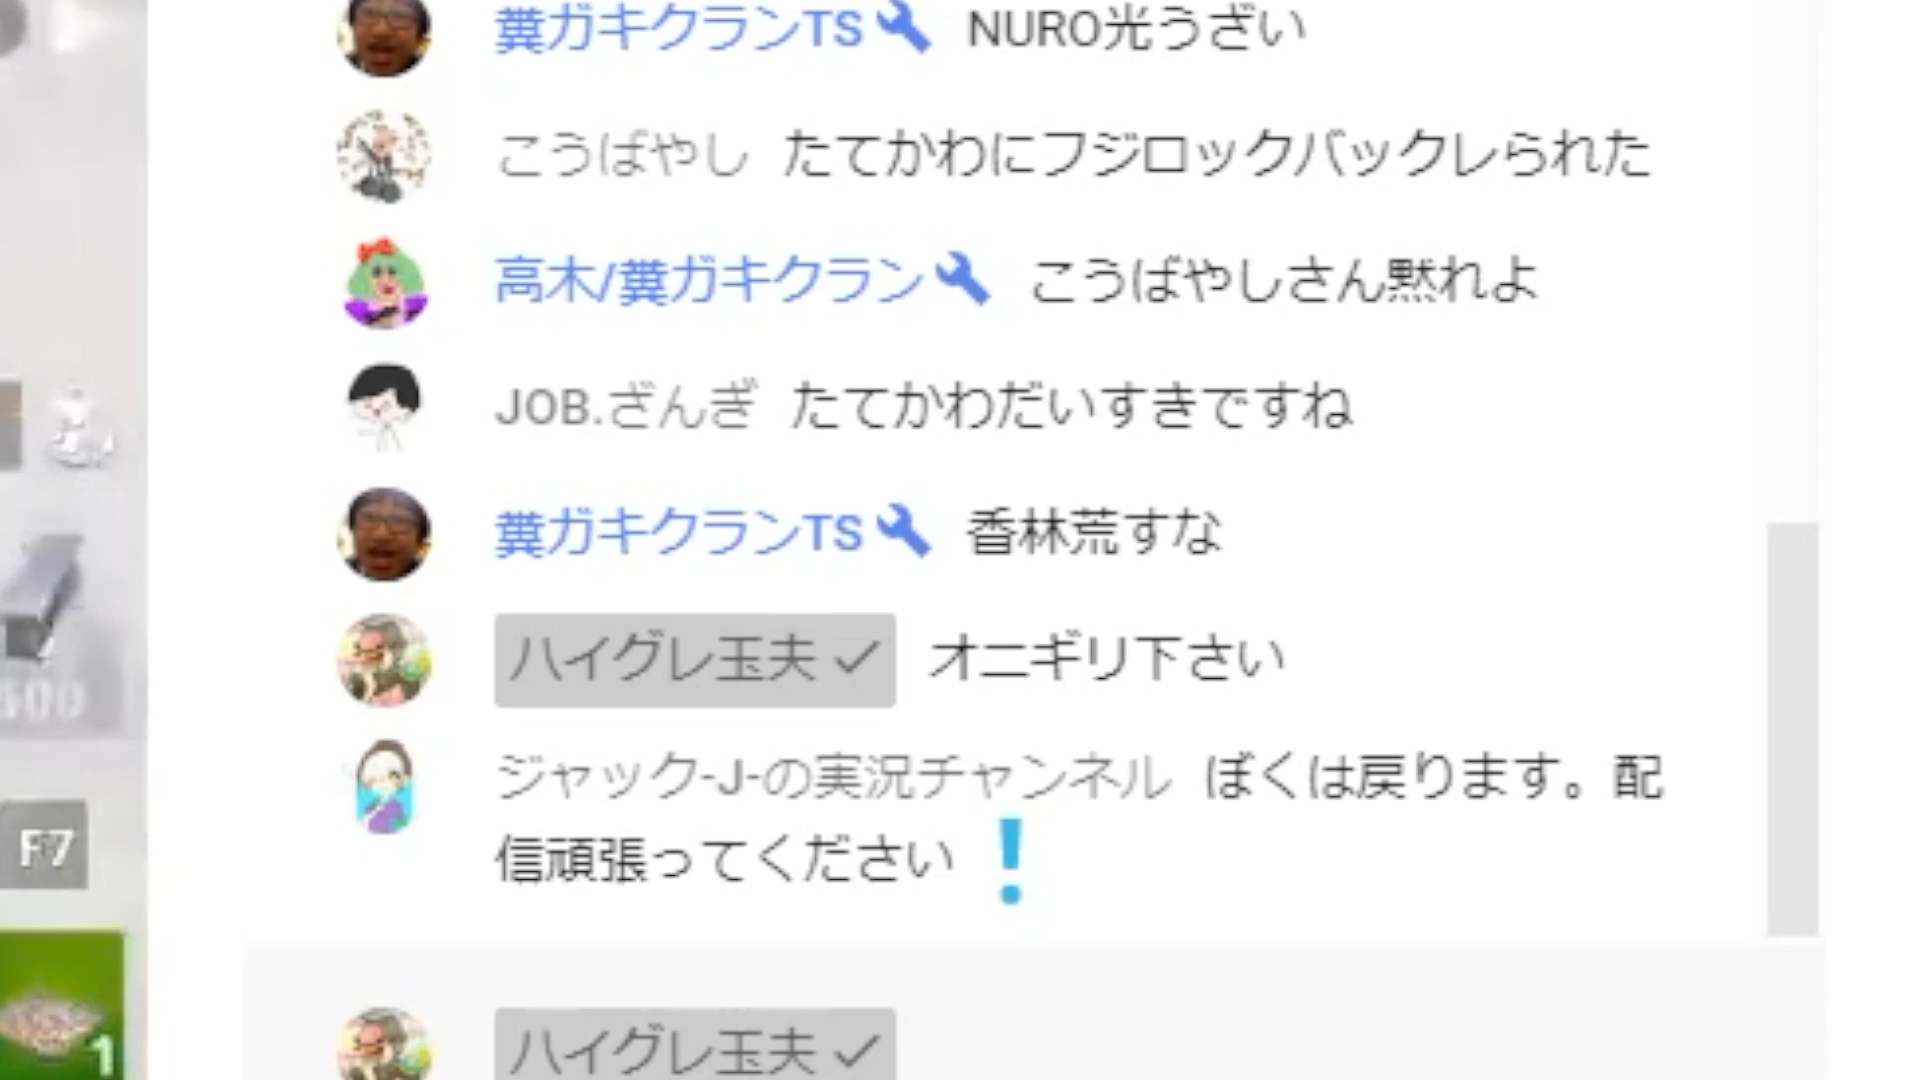 糞ガキクランTS NURO光うざい
こうばやし たてかわにフジロックバックレられた
高木/糞ガキクラン こうばやしさん黙れよ
JOB.ざんぎ たてかわだいすきですね
糞ガキクランTS 香林荒すな
ハイグレ玉夫✓ オニギリ下さい
500
ジャック-J-の実況チャンネル ぼくは戻ります。配
信頑張ってください❗
F7
1
ハイグレ玉夫✓